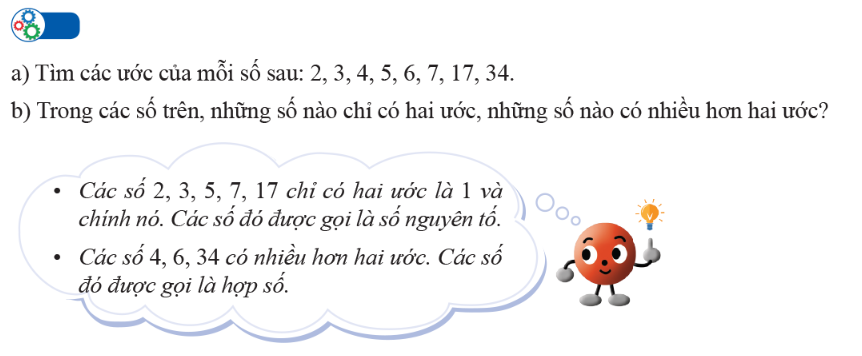 a) Tìm các ước của mỗi số sau: 2, 3, 4, 5, 6, 7, 17, 34.
b) Trong các số trên, những số nào chỉ có hai ước, những số nào có nhiều hơn hai ước?
• Các số 2, 3, 5, 7, 17 chỉ có hai ước là 1 và
chính nó. Các số đó được gọi là số nguyên tố.
• Các số 4, 6, 34 có nhiều hơn hai ước. Các số
đó được gọi là hợp số.